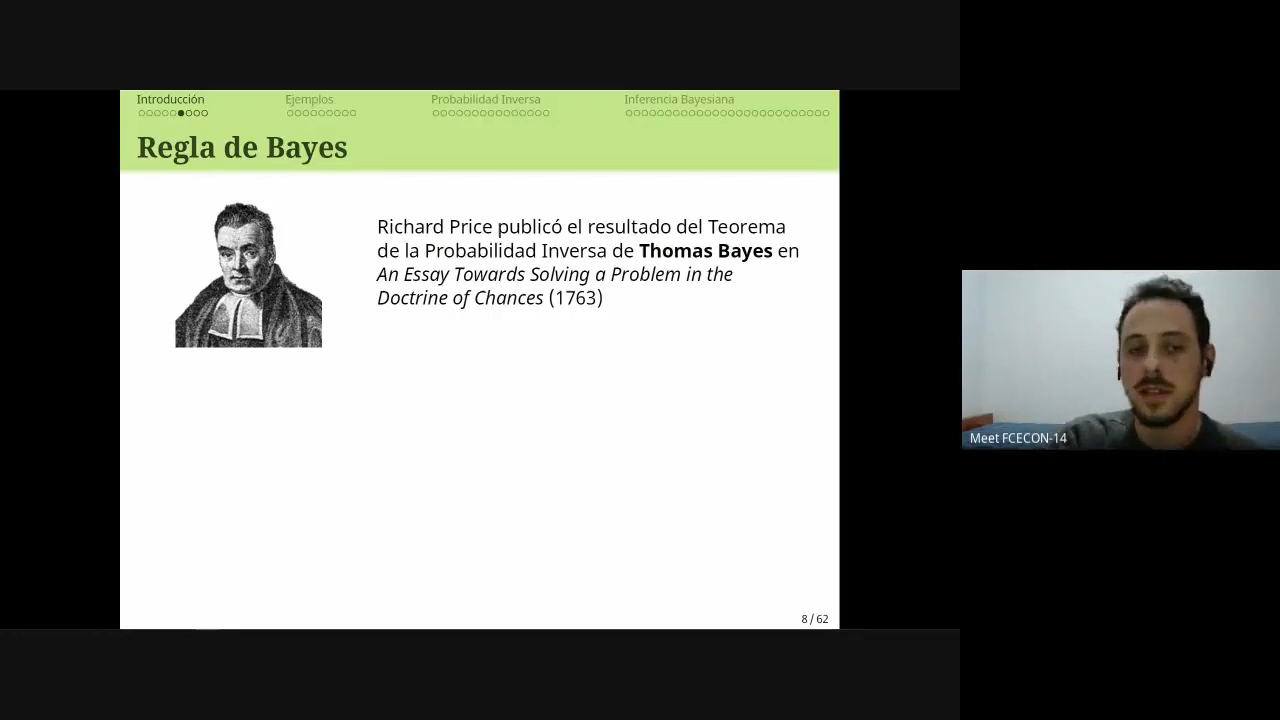 Introducción Ejemplos Probabilidad Inversa Inferencia Bayesiana
Regla de Bayes
Richard Price publicó el resultado del Teorema
de la Probabilidad Inversa de Thomas Bayes en
An Essay Towards Solving a Problem in the
Doctrine of Chances (1763)
Meet FCECON-14
8 / 62